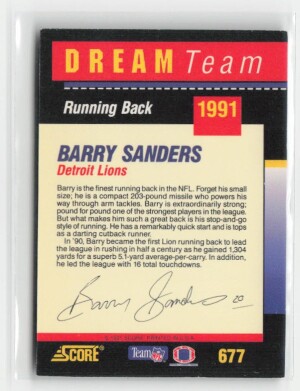 DREAM Team
Running Back
1991
BARRY SANDERS
Detroit Lions
Barry is the finest running back in the NFL. Forget his small
size; he is a compact 203-pound missile who powers his
way through arm tackles. Barry is extraordinarily strong;
pound for pound one of the strongest players in the league.
But what makes him such a great back is his stop-and-go
style of running. He has a remarkably quick start and is tops
as a darting cutback runner.
In '90, Barry became the first Lion running back to lead
the league in rushing in half a century as he gained 1,304
yards for a superb 5.1-yard average-per-carry. In addition,
he led the league with 16 total touchdowns.
Barry Sanders 20
SCORE
Team NFL
677